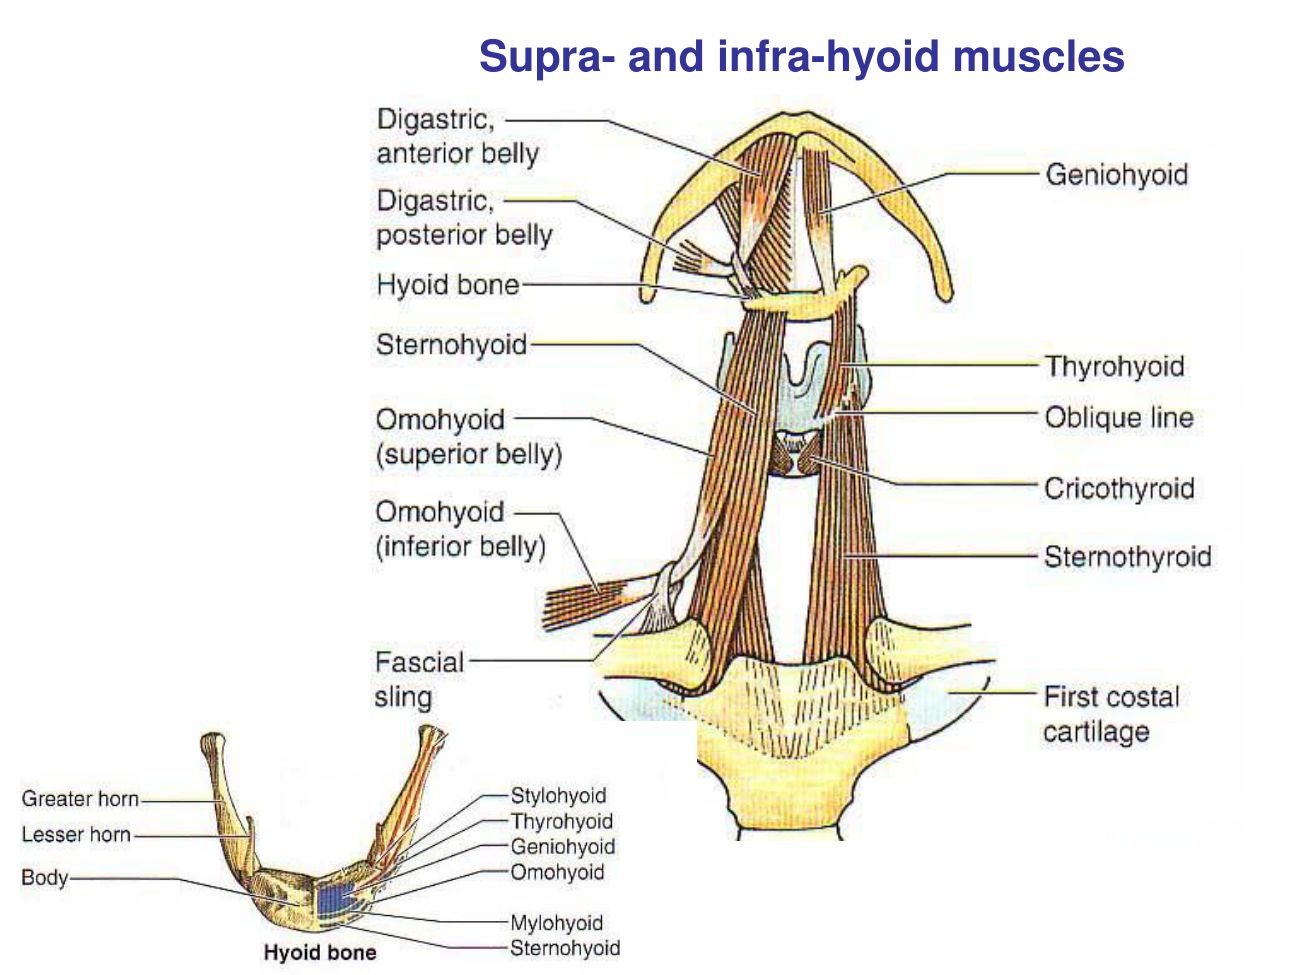 Supra- and infra-hyoid muscles
Digastric,
anterior belly
Digastric,
posterior belly
Hyoid bone
Sternohyoid
Omohyoid
(superior belly)
Omohyoid
(inferior belly)
Fascial
sling
Geniohyoid
Thyrohyoid
Oblique line
Cricothyroid
Sternothyroid
First costal
cartilage
Greater horn
Lesser horn
Body
Stylohyoid
Thyrohyoid
Geniohyoid
Omohyoid
Mylohyoid
Sternohyoid
Hyoid bone